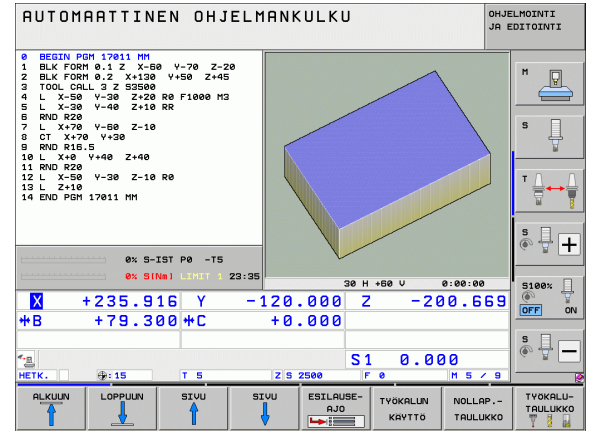 AUTOMAATTINEN OHJELMANKULKU
OHJELMOINTI
JA EDITOINTI
0 BEGIN PGM 17011 MM
1 BLK FORM 0.1 Z X-60 Y-70 Z-20
2 BLK FORM 0.2 X+130 Y+50 Z+45
3 TOOL CALL 3 Z S3500
4 L X-50 Y-30 Z+20 R0 F1000 M3
5 L X-30 Y-40 Z+10 RR
6 RND R20
7 L X+70 Y-60 Z-10
8 CT X+70 Y+30
9 RND R16.5
10 L X+0 Y+40 Z+40
11 RND R20
12 L X-50 Y-30 Z-10 R0
13 L Z+10
14 END PGM 17011 MM
M
S
T
S
S100%
OFF ON
S
0% S-IST P0 -T5
0% S[Nm] LIMIT 1 23:35
30 H +60 V 0:00:00
X +235.916 Y -120.000 Z -200.669
B +79.300 C +0.000
S1 0.000
HETK. :15 T 5 Z S 2500 F 0 M 5 / 9
ALKUUN
LOPPUUN
SIVU
SIVU
ESILAUSE-
AJO
TYÖKALUN
KÄYTTÖ
NOLLAP.-
TAULUKKO
TYÖKALU-
TAULUKKO